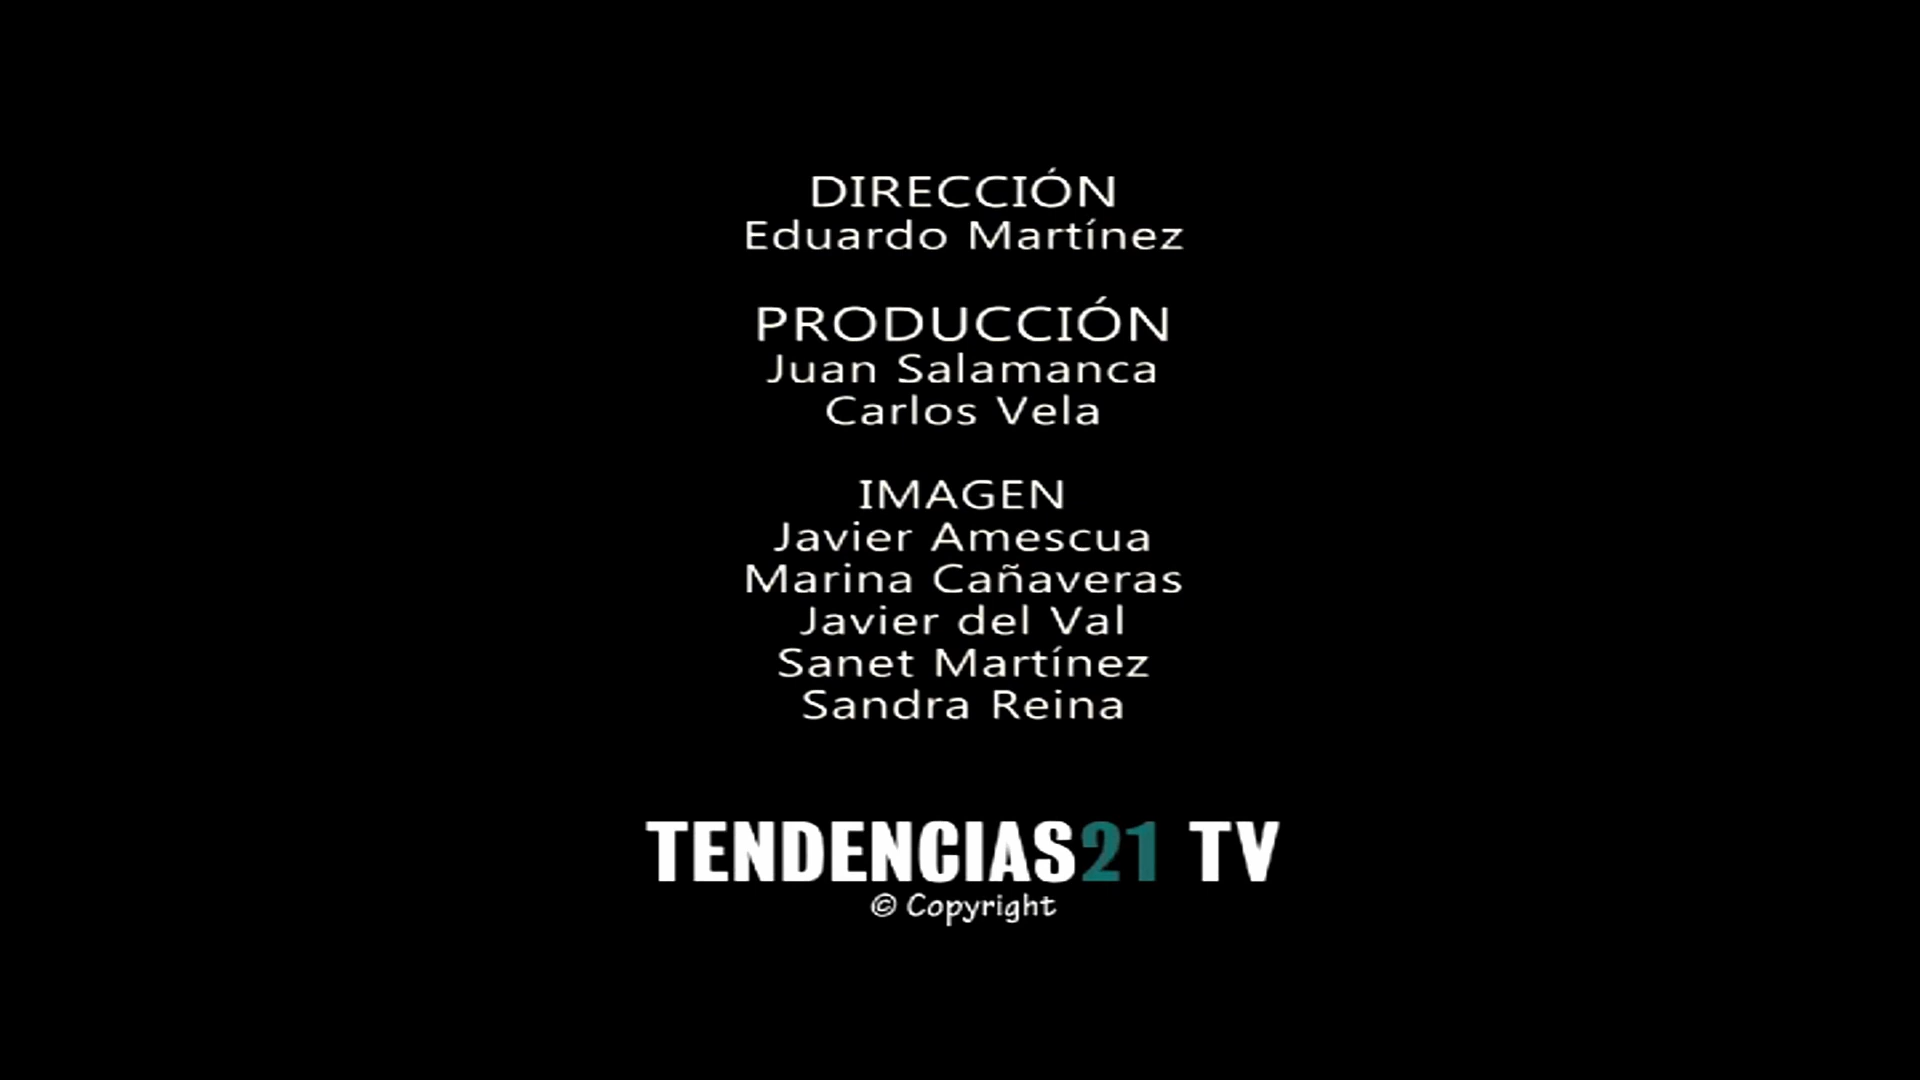 DIRECCIÓN
Eduardo Martínez
PRODUCCIÓN
Juan Salamanca
Carlos Vela
IMAGEN
Javier Amescua
Marina Cañaveras
Javier del Val
Sanet Martínez
Sandra Reina
TENDENCIAS21 TV
© Copyright